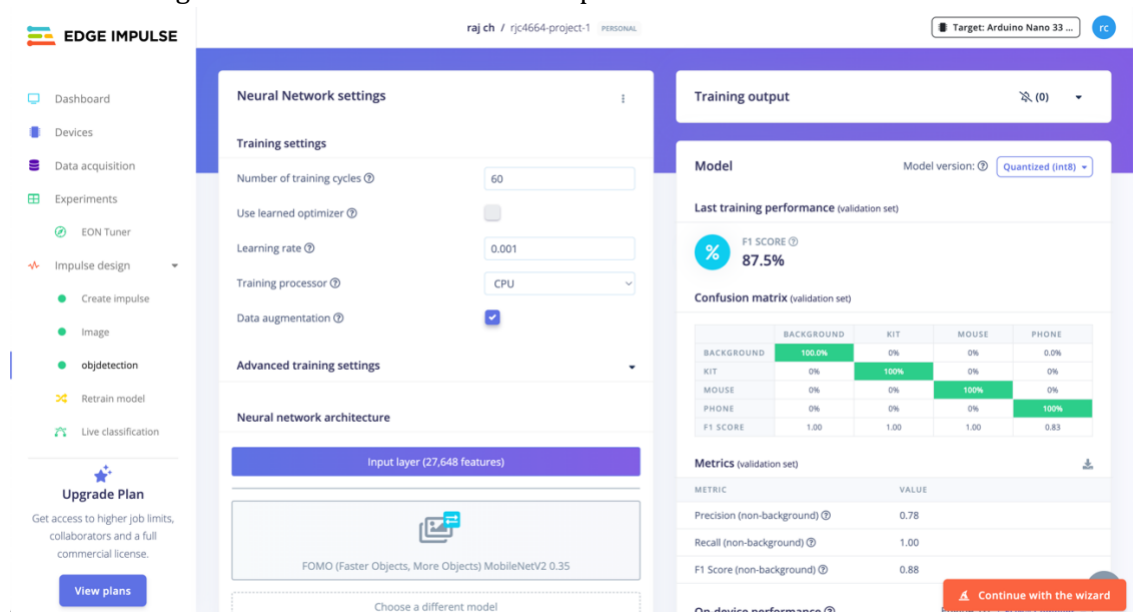 EDGE IMPULSE
raj ch / rjc4664-project-1 PERSONAL
Target: Arduino Nano 33 ...
rc
Dashboard
Devices
Data acquisition
Experiments
EON Tuner
Impulse design
Create impulse
Image
objdetection
Retrain model
Live classification
Upgrade Plan
Get access to higher job limits,
collaborators and a full
commercial license.
View plans
Neural Network settings
Training settings
Number of training cycles
60
Use learned optimizer
Learning rate
0.001
Training processor
CPU
Data augmentation
Advanced training settings
Neural network architecture
Input layer (27,648 features)
FOMO (Faster Objects, More Objects) MobileNetV2 0.35
Choose a different model
Training output
(0)
Model
Model version:
Quantized (int8)
Last training performance (validation set)
%
F1 SCORE
87.5%
Confusion matrix (validation set)
BACKGROUND KIT MOUSE PHONE
BACKGROUND 100.0% 0% 0% 0.0%
KIT 0% 100% 0% 0%
MOUSE 0% 0% 100% 0%
PHONE 0% 0% 0% 100%
F1 SCORE 1.00 1.00 1.00 0.83
Metrics (validation set)
METRIC VALUE
Precision (non-background) 0.78
Recall (non-background) 1.00
F1 Score (non-background) 0.88
On-device performance
Continue with the wizard